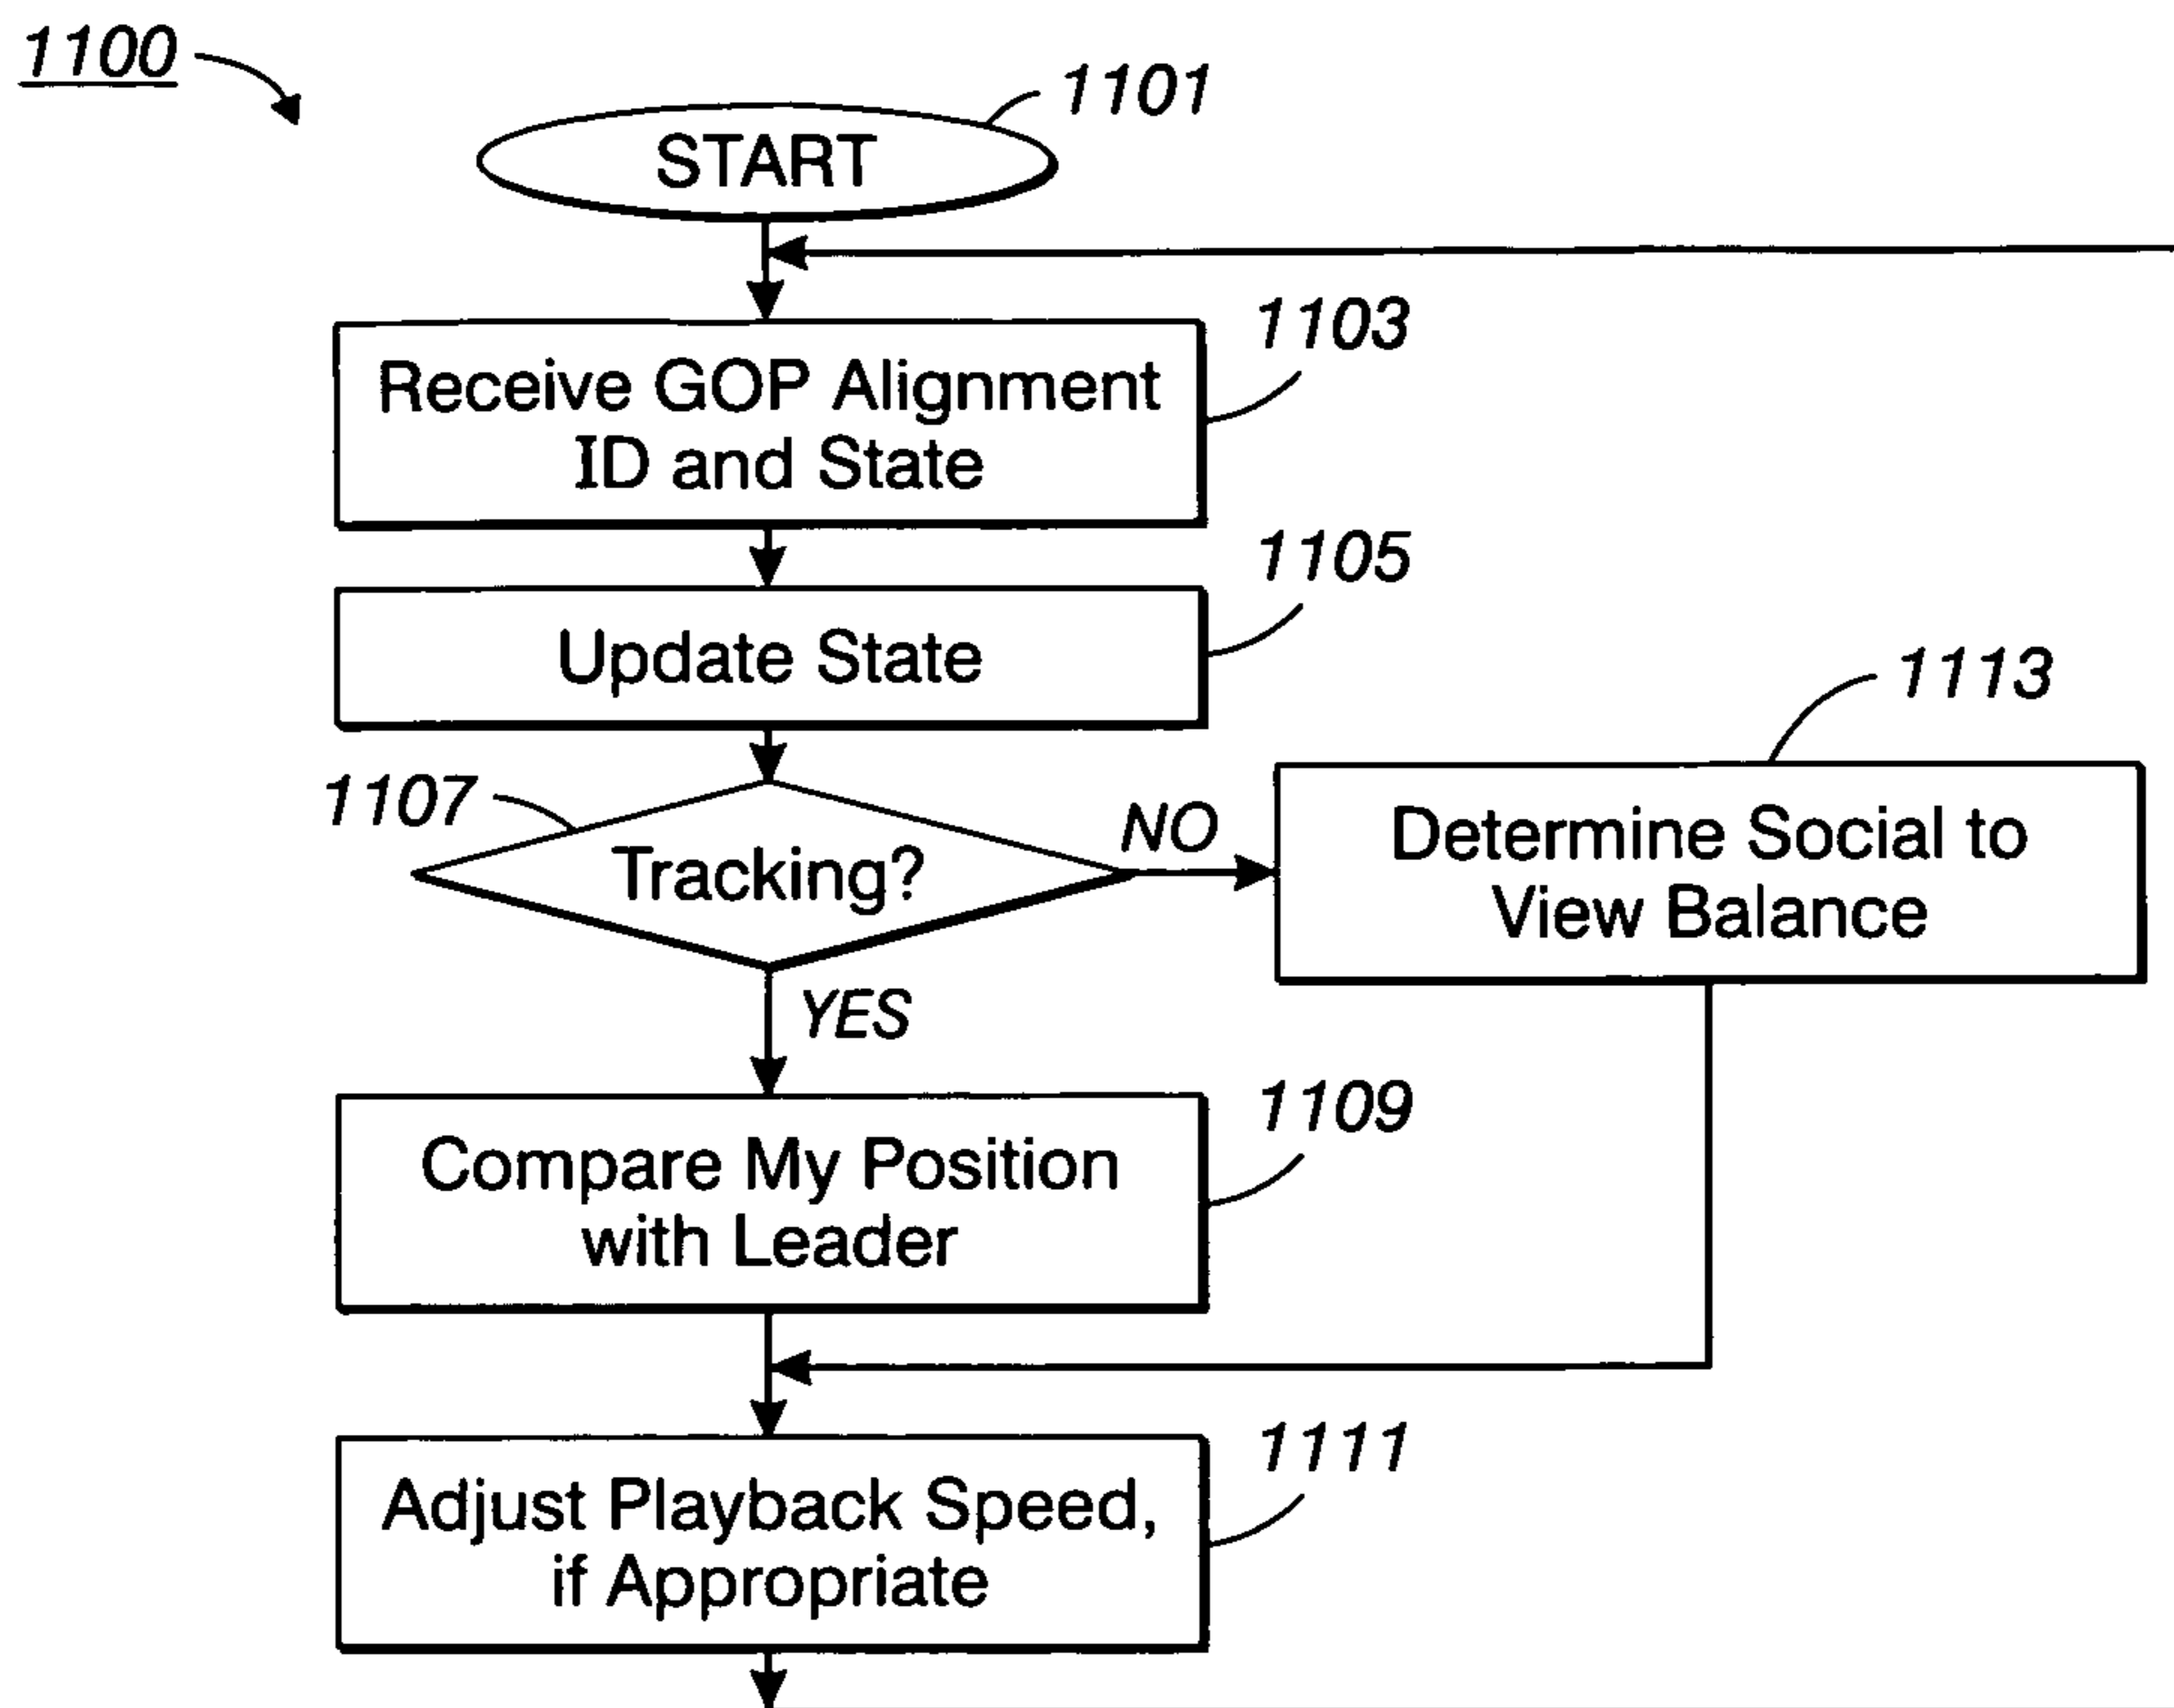 1100
1101
START
1103
Receive GOP Alignment
ID and State
1105
Update State
1113
1107
Tracking?
NO
Determine Social to
View Balance
YES
1109
Compare My Position
with Leader
1111
Adjust Playback Speed,
if Appropriate